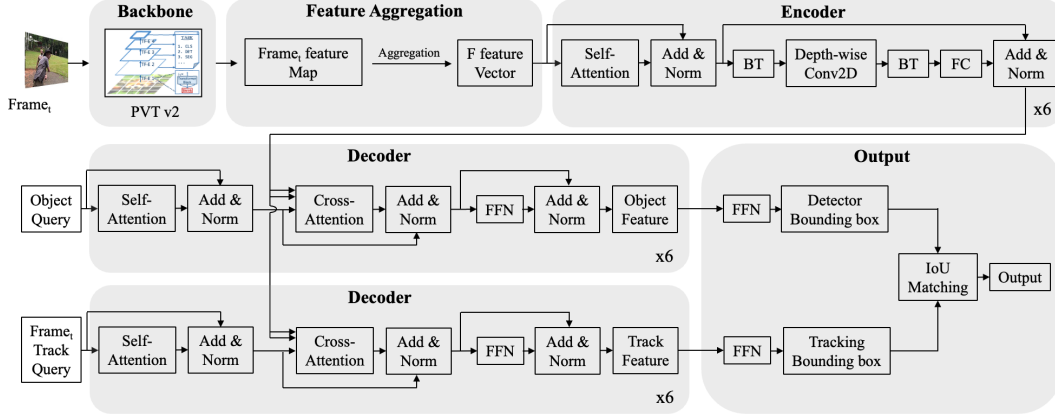 Backbone
Feature Aggregation
Encoder
Frameₜ
PVT v2
Frameₜ feature
Map
Aggregation
F feature
Vector
Self-
Attention
Add &
Norm
BT
Depth-wise
Conv2D
BT
FC
Add &
Norm
x6
Decoder
Object
Query
Self-
Attention
Add &
Norm
Cross-
Attention
Add &
Norm
FFN
Add &
Norm
Object
Feature
x6
Decoder
Frameₜ
Track
Query
Self-
Attention
Add &
Norm
Cross-
Attention
Add &
Norm
FFN
Add &
Norm
Track
Feature
x6
Output
FFN
Detector
Bounding box
IoU
Matching
Output
FFN
Tracking
Bounding box